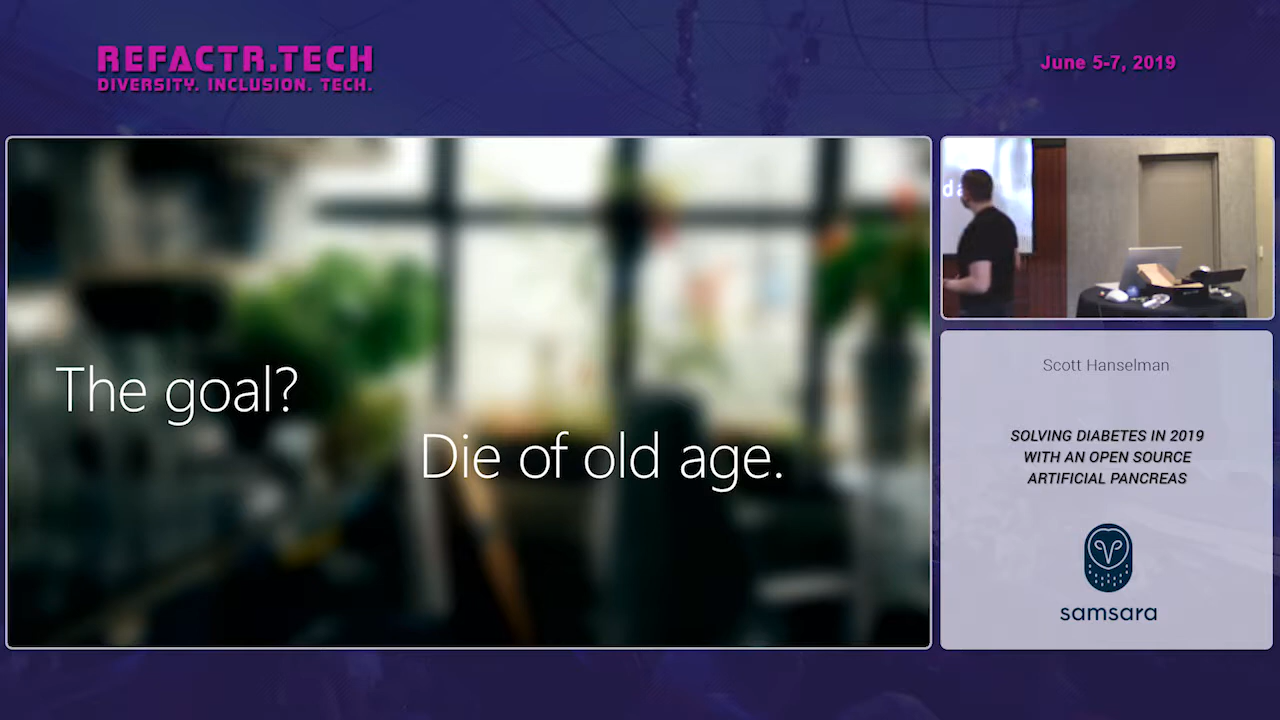 REFACTR.TECH
DIVERSITY. INCLUSION. TECH.
June 5-7, 2019
The goal?
Die of old age.
da
Scott Hanselman
SOLVING DIABETES IN 2019
WITH AN OPEN SOURCE
ARTIFICIAL PANCREAS
samsara